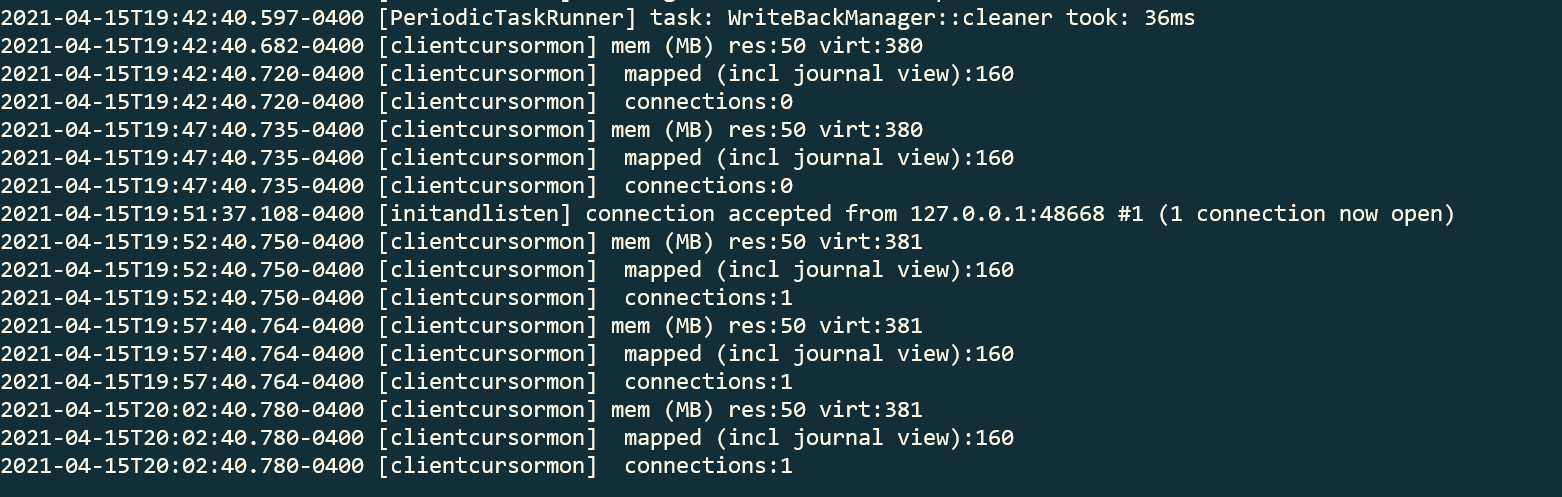 2021-04-15T19:42:40.597-0400 [PeriodicTaskRunner] task: WriteBackManager::cleaner took: 36ms
2021-04-15T19:42:40.682-0400 [clientcursormon] mem (MB) res:50 virt:380
2021-04-15T19:42:40.720-0400 [clientcursormon]  mapped (incl journal view):160
2021-04-15T19:42:40.720-0400 [clientcursormon]  connections:0
2021-04-15T19:47:40.735-0400 [clientcursormon] mem (MB) res:50 virt:380
2021-04-15T19:47:40.735-0400 [clientcursormon]  mapped (incl journal view):160
2021-04-15T19:47:40.735-0400 [clientcursormon]  connections:0
2021-04-15T19:51:37.108-0400 [initandlisten] connection accepted from 127.0.0.1:48668 #1 (1 connection now open)
2021-04-15T19:52:40.750-0400 [clientcursormon] mem (MB) res:50 virt:381
2021-04-15T19:52:40.750-0400 [clientcursormon]  mapped (incl journal view):160
2021-04-15T19:52:40.750-0400 [clientcursormon]  connections:1
2021-04-15T19:57:40.764-0400 [clientcursormon] mem (MB) res:50 virt:381
2021-04-15T19:57:40.764-0400 [clientcursormon]  mapped (incl journal view):160
2021-04-15T19:57:40.764-0400 [clientcursormon]  connections:1
2021-04-15T20:02:40.780-0400 [clientcursormon] mem (MB) res:50 virt:381
2021-04-15T20:02:40.780-0400 [clientcursormon]  mapped (incl journal view):160
2021-04-15T20:02:40.780-0400 [clientcursormon]  connections:1